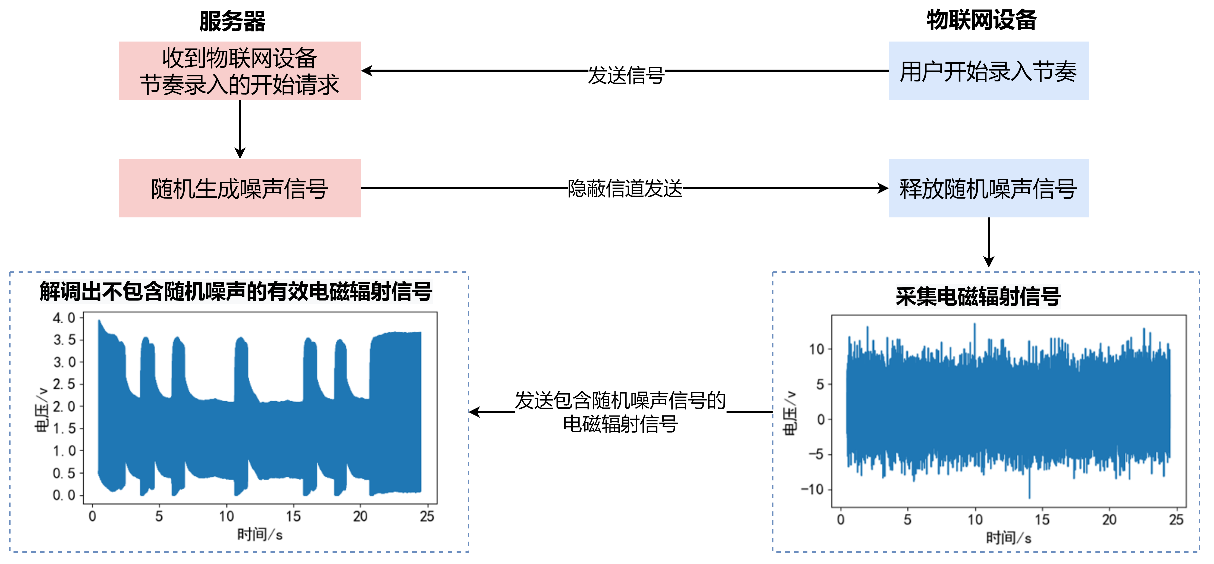 服务器
物联网设备
收到物联网设备
节奏录入的开始请求
发送信号
用户开始录入节奏
随机生成噪声信号
隐蔽信道发送
释放随机噪声信号
解调出不包含随机噪声的有效电磁辐射信号
4.0
3.5
3.0
2.5
2.0
1.5
1.0
0.5
0.0
电压/v
0 5 10 15 20 25
时间/s
发送包含随机噪声信号的
电磁辐射信号
采集电磁辐射信号
10
5
0
−5
−10
电压/v
0 5 10 15 20 25
时间/s